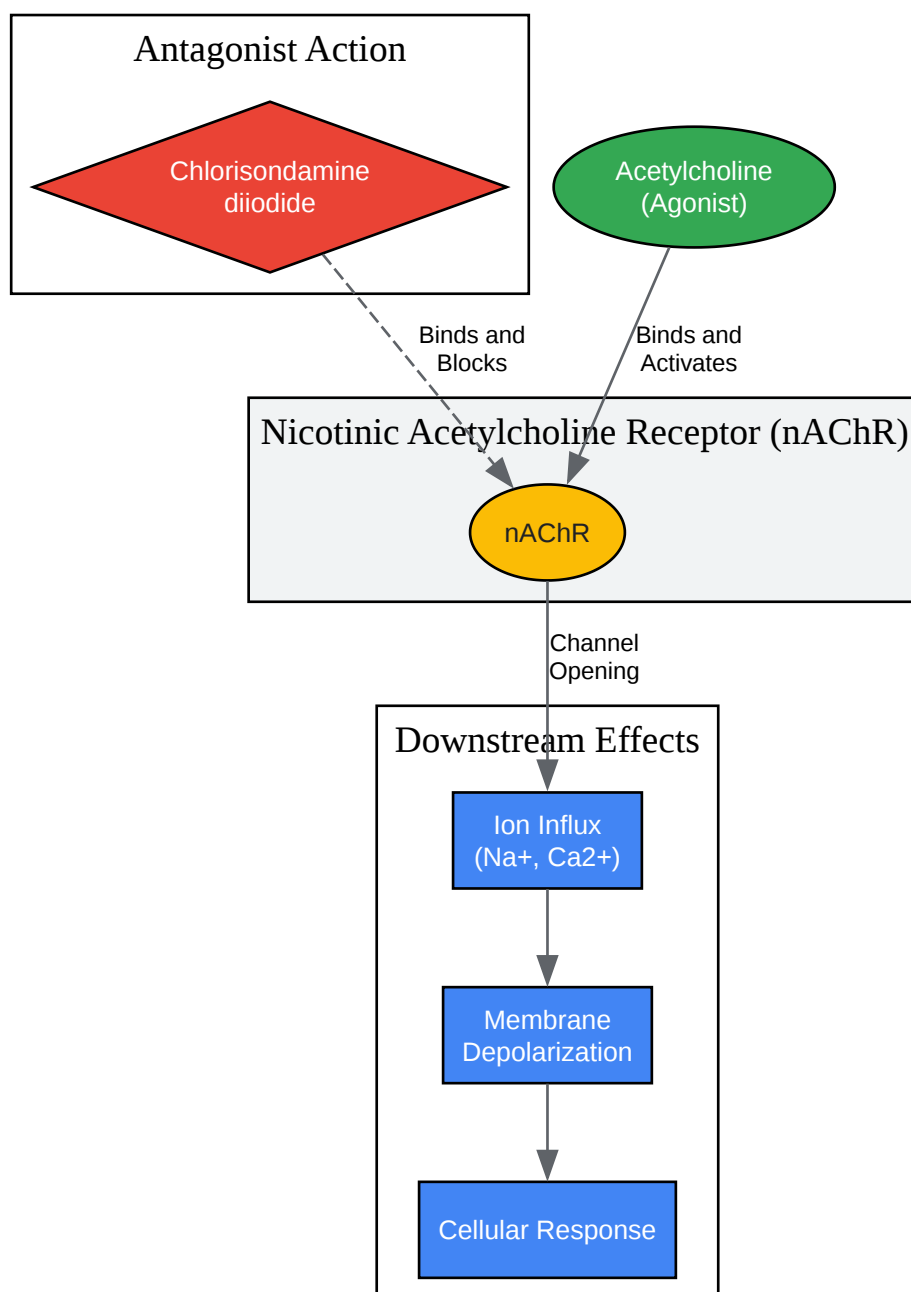 Antagonist Action
Chlorisondamine
diiodide
Acetylcholine
(Agonist)
Binds and
Blocks
Binds and
Activates
Nicotinic Acetylcholine Receptor (nAChR)
nAChR
Channel
Opening
Downstream Effects
Ion Influx
(Na+, Ca2+)
Membrane
Depolarization
Cellular Response